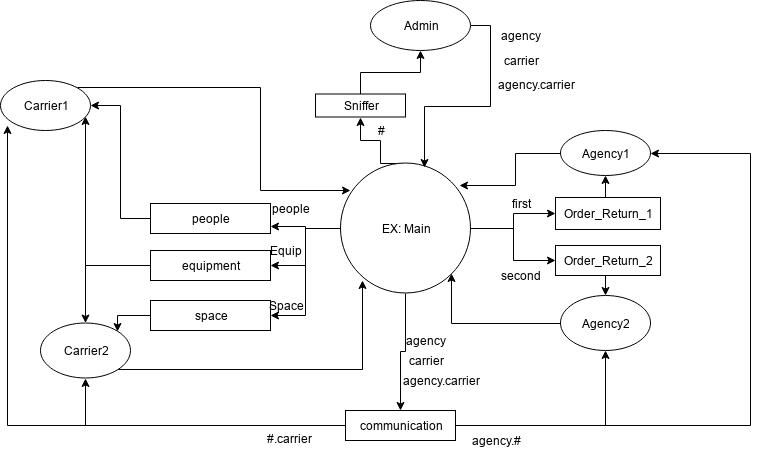 Admin
agency
carrier
agency.carrier
Carrier1
Sniffer
#
Agency1
people
people
first
Order_Return_1
EX: Main
Equip
equipment
Order_Return_2
second
Space
space
Agency2
Carrier2
agency
carrier
agency.carrier
communication
#.carrier
agency.#